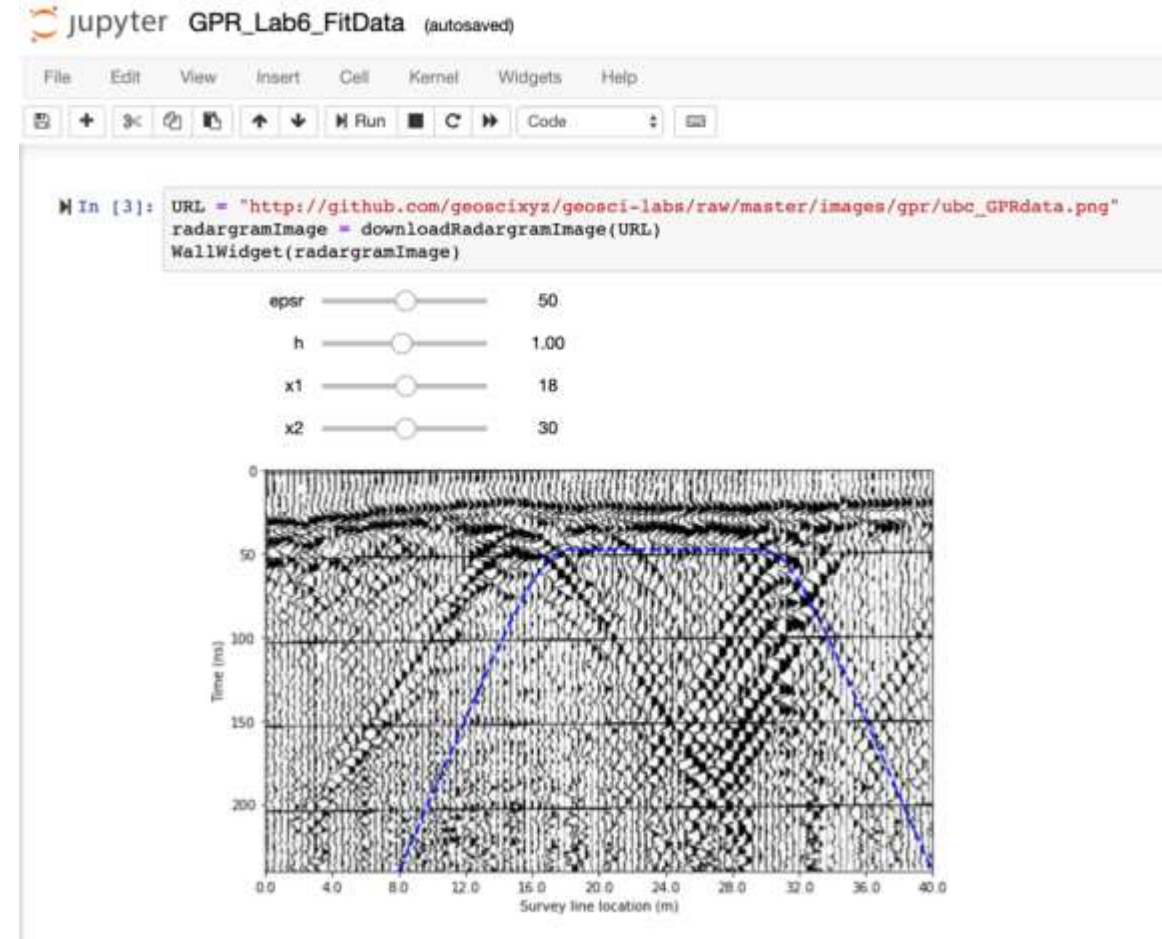 jupyter GPR_Lab6_FitData (autosaved)
File Edit View Insert Cell Kernel Widgets Help
Run Code
In [3]: URL = "http://github.com/geoscixyz/geosci-labs/raw/master/images/gpr/ubc_GPRdata.png"
radargramImage = downloadRadargramImage(URL)
WallWidget(radargramImage)
epsr 50
h 1.00
x1 18
x2 30
0
50
100
150
200
Time (ns)
0.0 4.0 8.0 12.0 16.0 20.0 24.0 28.0 32.0 36.0 40.0
Survey line location (m)